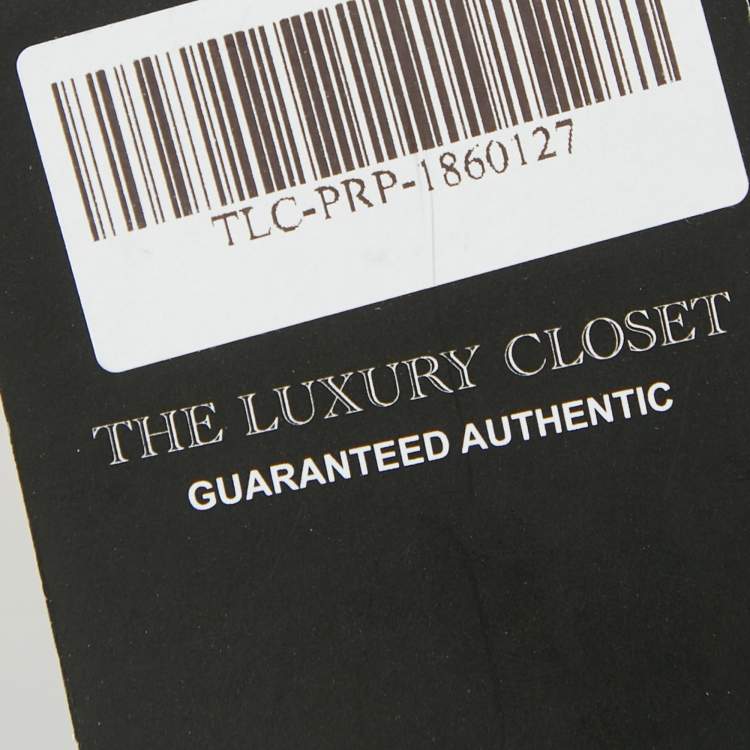 TLC-PRP-1860127
THE LUXURY CLOSET
GUARANTEED AUTHENTIC